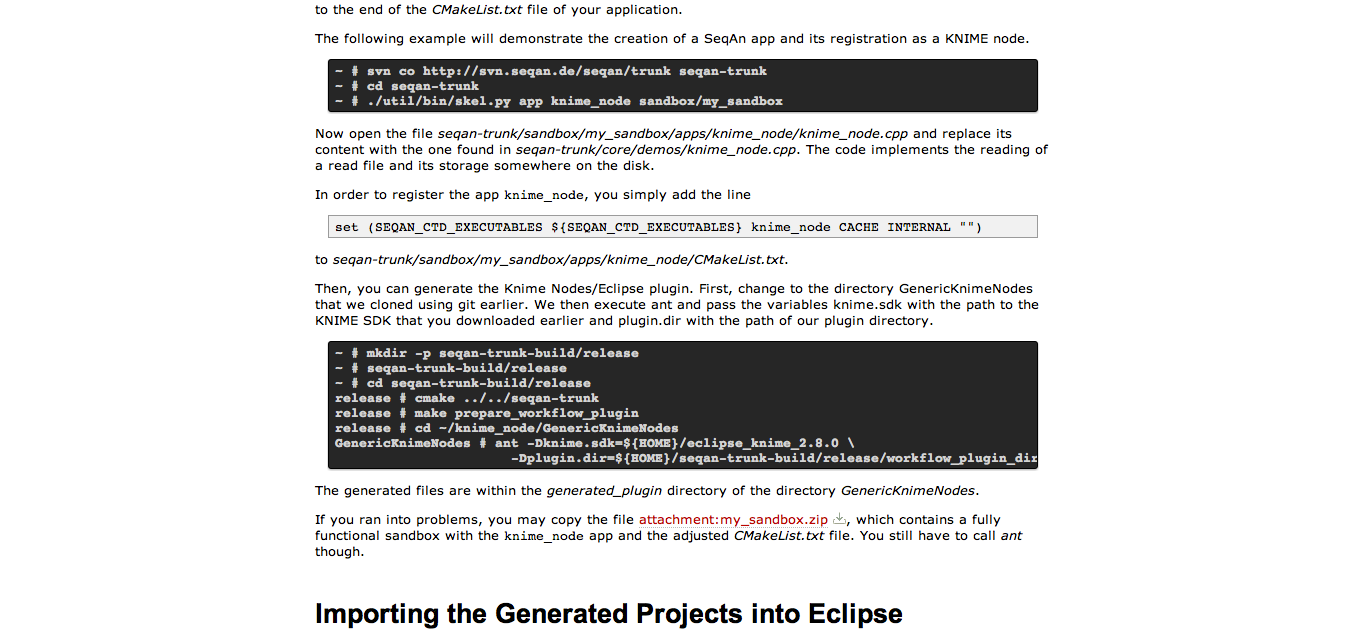 to the end of the CMakeList.txt file of your application.
The following example will demonstrate the creation of a SeqAn app and its registration as a KNIME node.
~ # svn co http://svn.seqan.de/seqan/trunk seqan-trunk
~ # cd seqan-trunk
~ # ./util/bin/skel.py app knime_node sandbox/my_sandbox
Now open the file seqan-trunk/sandbox/my_sandbox/apps/knime_node/knime_node.cpp and replace its
content with the one found in seqan-trunk/core/demos/knime_node.cpp. The code implements the reading of
a read file and its storage somewhere on the disk.
In order to register the app knime_node, you simply add the line
set (SEQAN_CTD_EXECUTABLES ${SEQAN_CTD_EXECUTABLES} knime_node CACHE INTERNAL "")
to seqan-trunk/sandbox/my_sandbox/apps/knime_node/CMakeList.txt.
Then, you can generate the Knime Nodes/Eclipse plugin. First, change to the directory GenericKnimeNodes
that we cloned using git earlier. We then execute ant and pass the variables knime.sdk with the path to the
KNIME SDK that you downloaded earlier and plugin.dir with the path of our plugin directory.
~ # mkdir -p seqan-trunk-build/release
~ # seqan-trunk-build/release
~ # cd seqan-trunk-build/release
release # cmake ../../seqan-trunk
release # make prepare_workflow_plugin
release # cd ~/knime_node/GenericKnimeNodes
GenericKnimeNodes # ant -Dknime.sdk=${HOME}/eclipse_knime_2.8.0 \
-Dplugin.dir=${HOME}/seqan-trunk-build/release/workflow_plugin_dir
The generated files are within the generated_plugin directory of the directory GenericKnimeNodes.
If you ran into problems, you may copy the file attachment:my_sandbox.zip, which contains a fully
functional sandbox with the knime_node app and the adjusted CMakeList.txt file. You still have to call ant
though.
Importing the Generated Projects into Eclipse